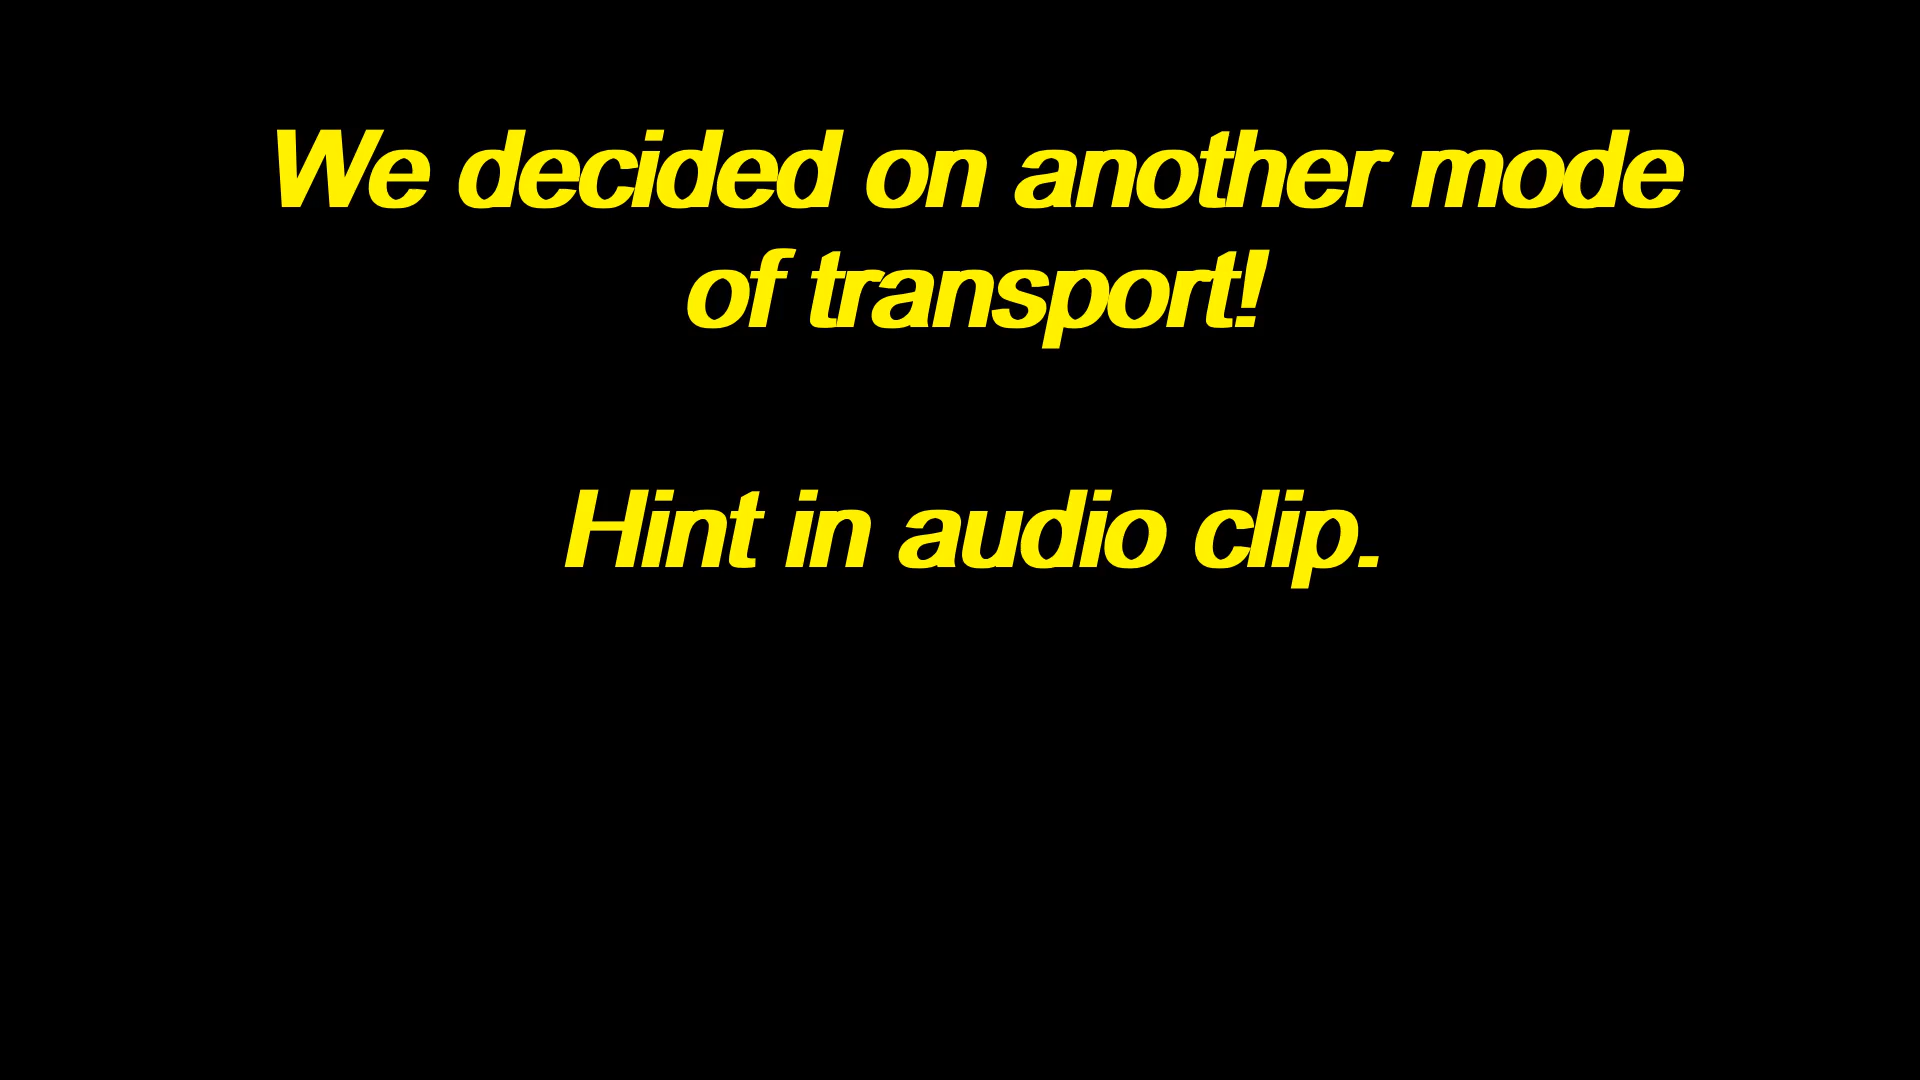 We decided on another mode
of transport!
Hint in audio clip.